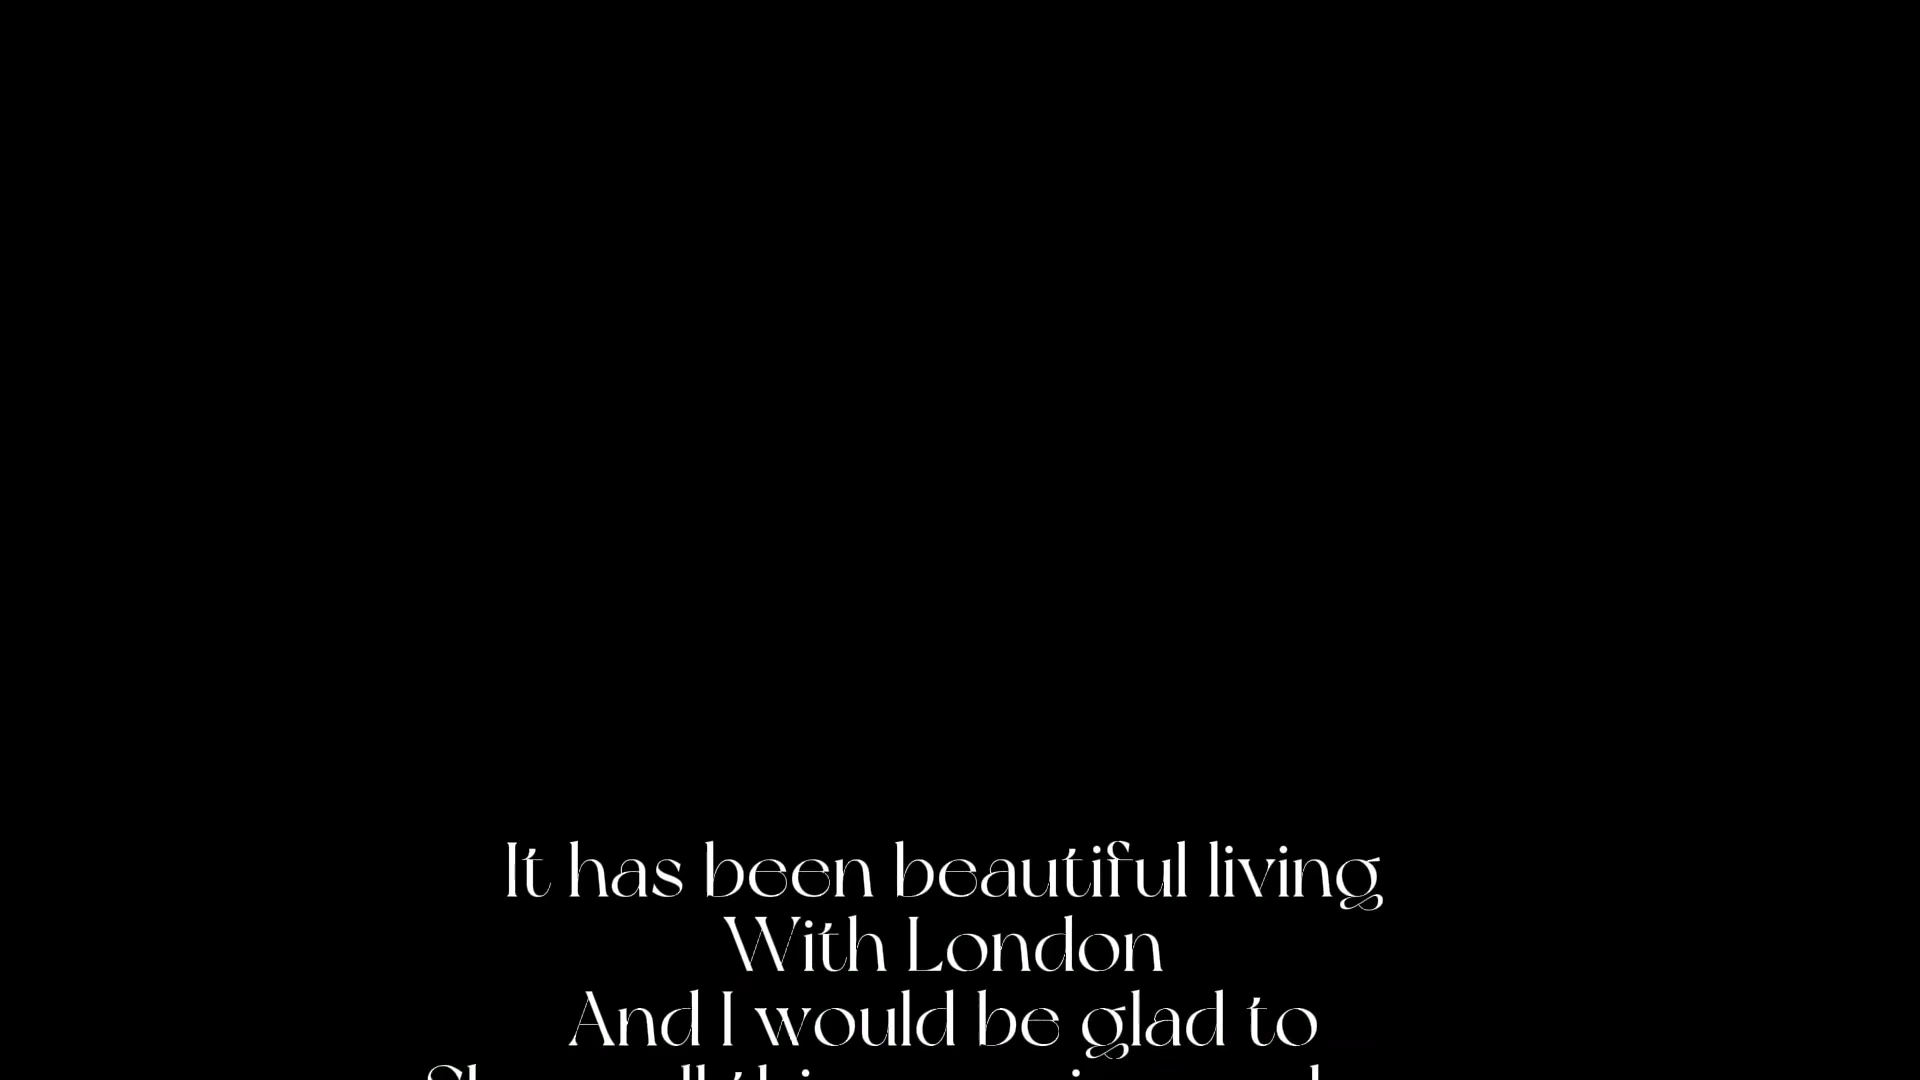 It has been beautiful living
With London
And I would be glad to